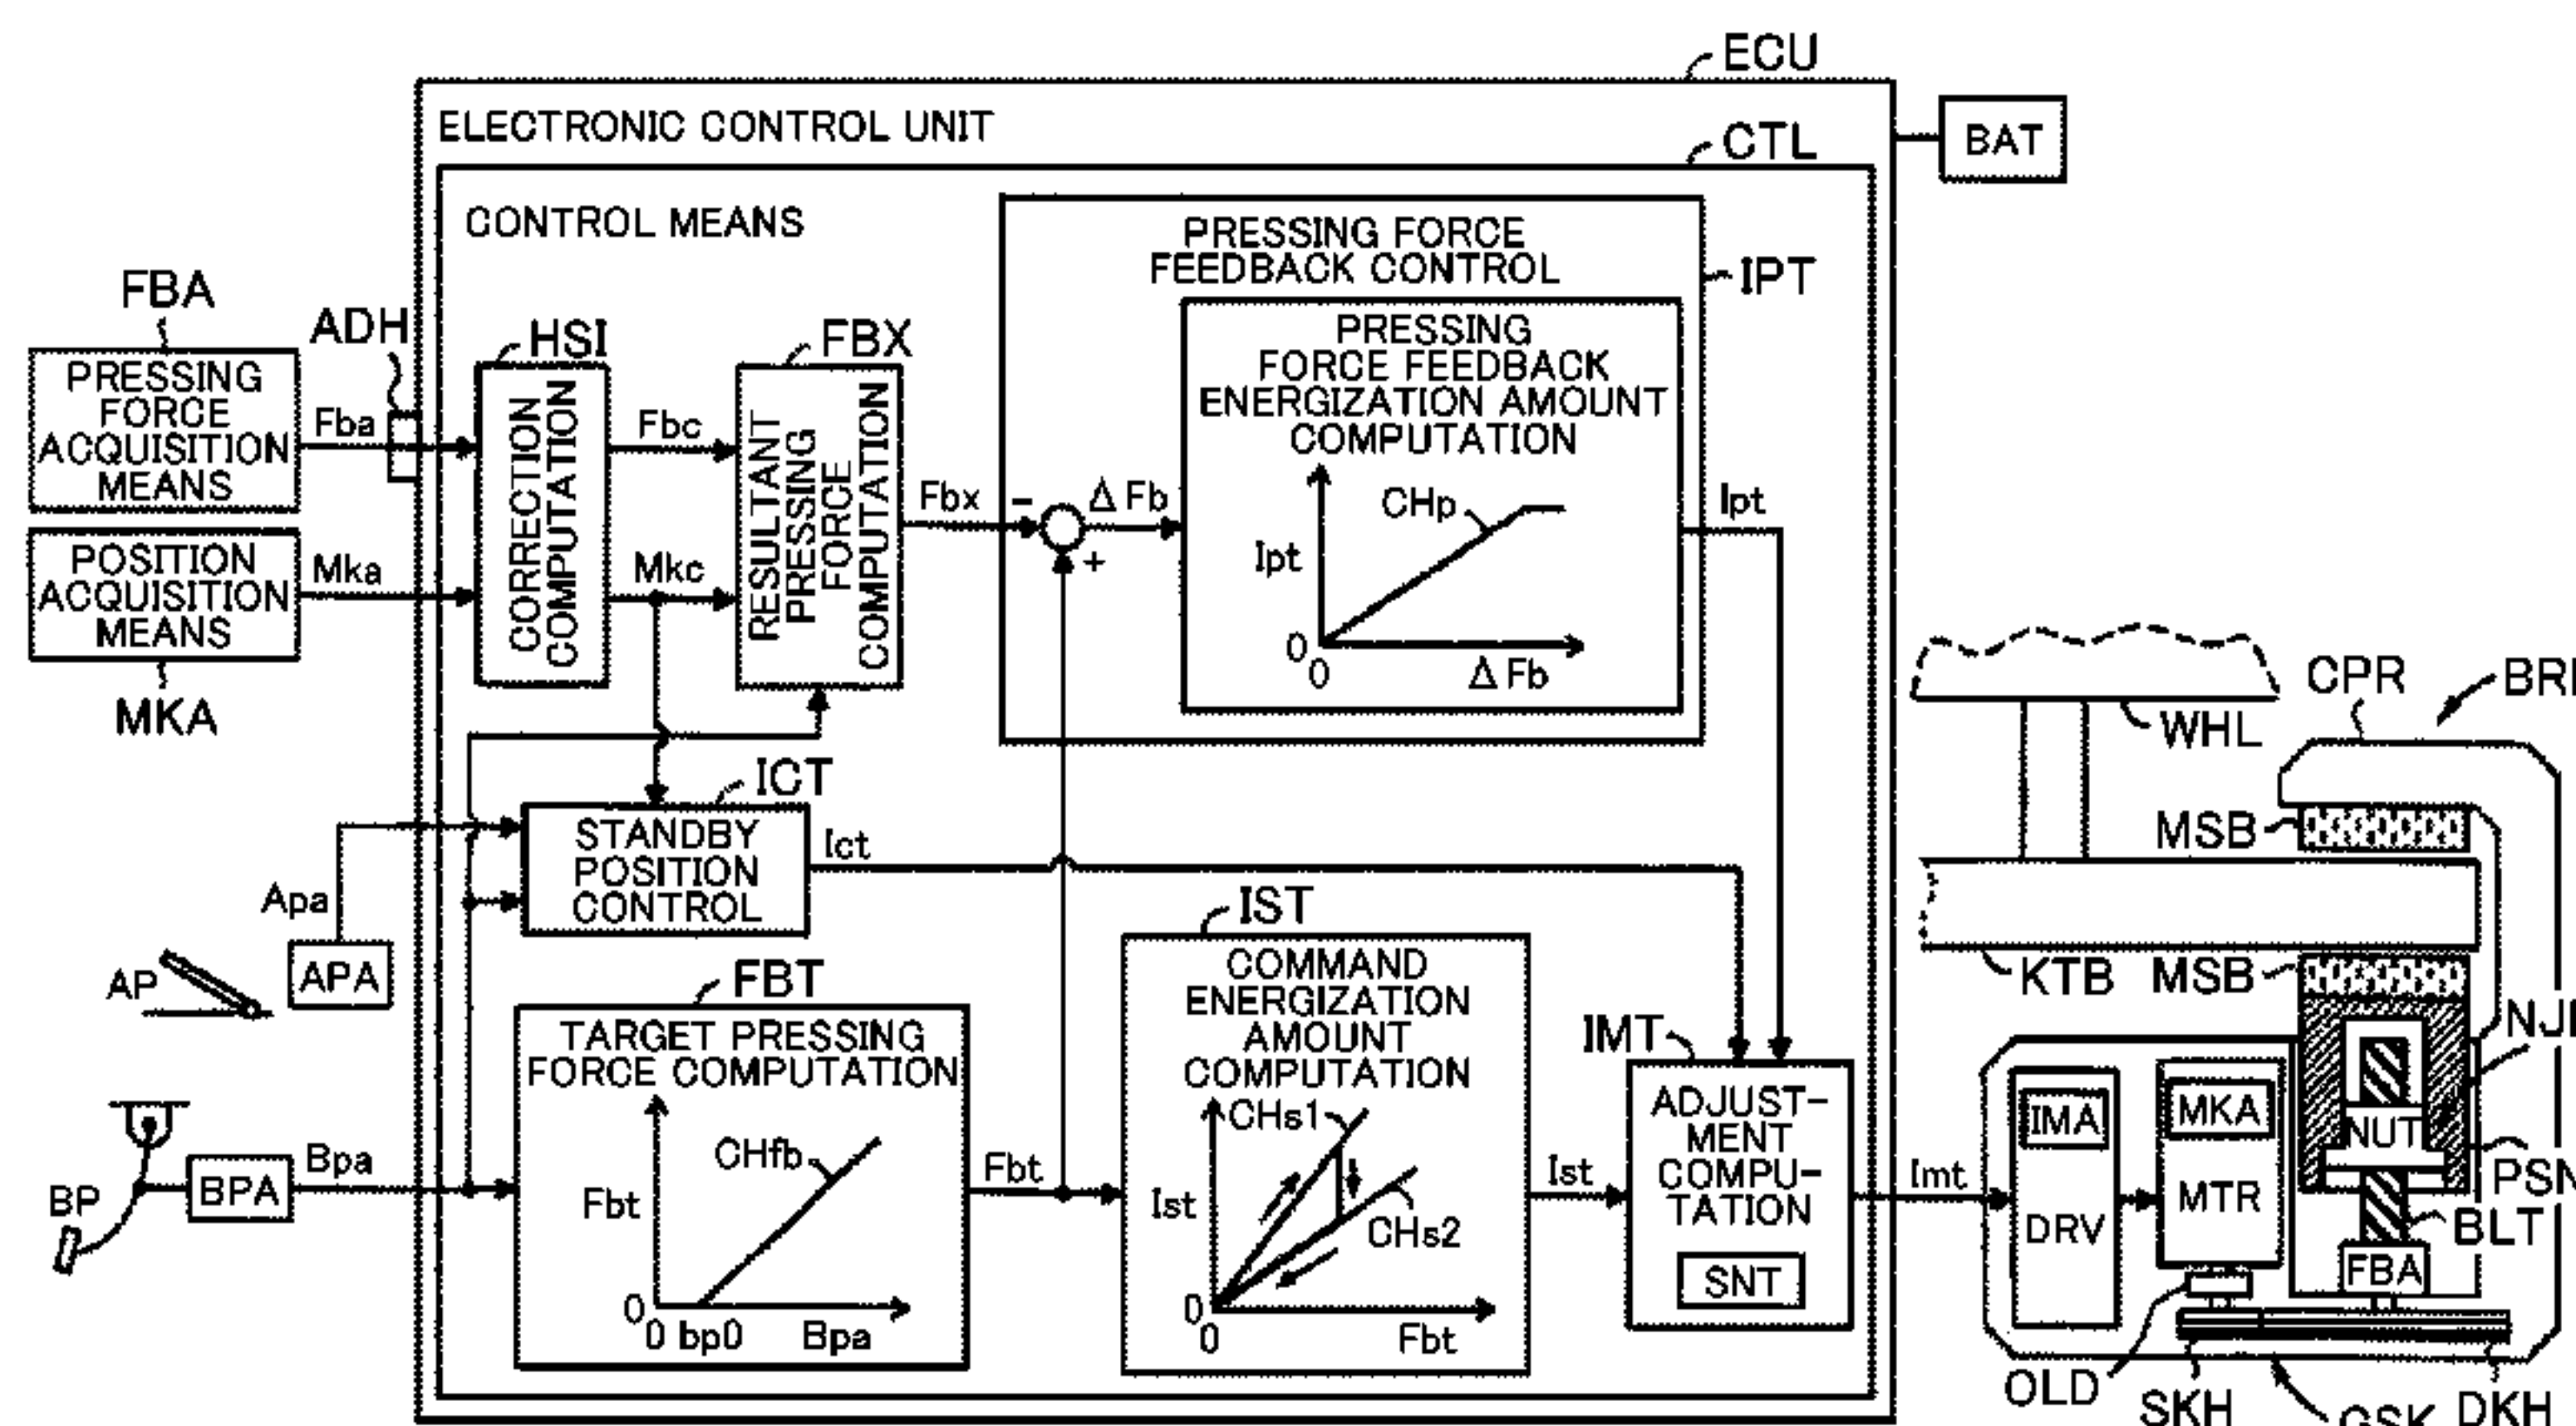 ECU
ELECTRONIC CONTROL UNIT
BAT
CTL
CONTROL MEANS
PRESSING FORCE
FEEDBACK CONTROL
IPT
FBA
ADH
HSI
FBX
PRESSING
FORCE
ACQUISITION
MEANS
Fba
CORRECTION
COMPUTATION
Fbc
RESULTANT
PRESSING
FORCE
COMPUTATION
PRESSING
FORCE FEEDBACK
ENERGIZATION AMOUNT
COMPUTATION
CHp
Ipt
0
0
Δ Fb
Fbx
-
+
Δ Fb
Ipt
POSITION
ACQUISITION
MEANS
Mka
Mkc
MKA
ICT
STANDBY
POSITION
CONTROL
Ict
Apa
AP
APA
FBT
TARGET PRESSING
FORCE COMPUTATION
CHfb
Fbt
0
0 bp0 Bpa
BP
BPA
Bpa
Fbt
IST
COMMAND
ENERGIZATION
AMOUNT
COMPUTATION
CHs1
Ist
CHs2
0
0
Fbt
Ist
IMT
ADJUST-
MENT
COMPU-
TATION
SNT
Imt
CPR
WHL
MSB
KTB
MSB
IMA
DRV
MKA
MTR
NUT
PSN
BLT
FBA
OLD
SKH
GSK
DKH